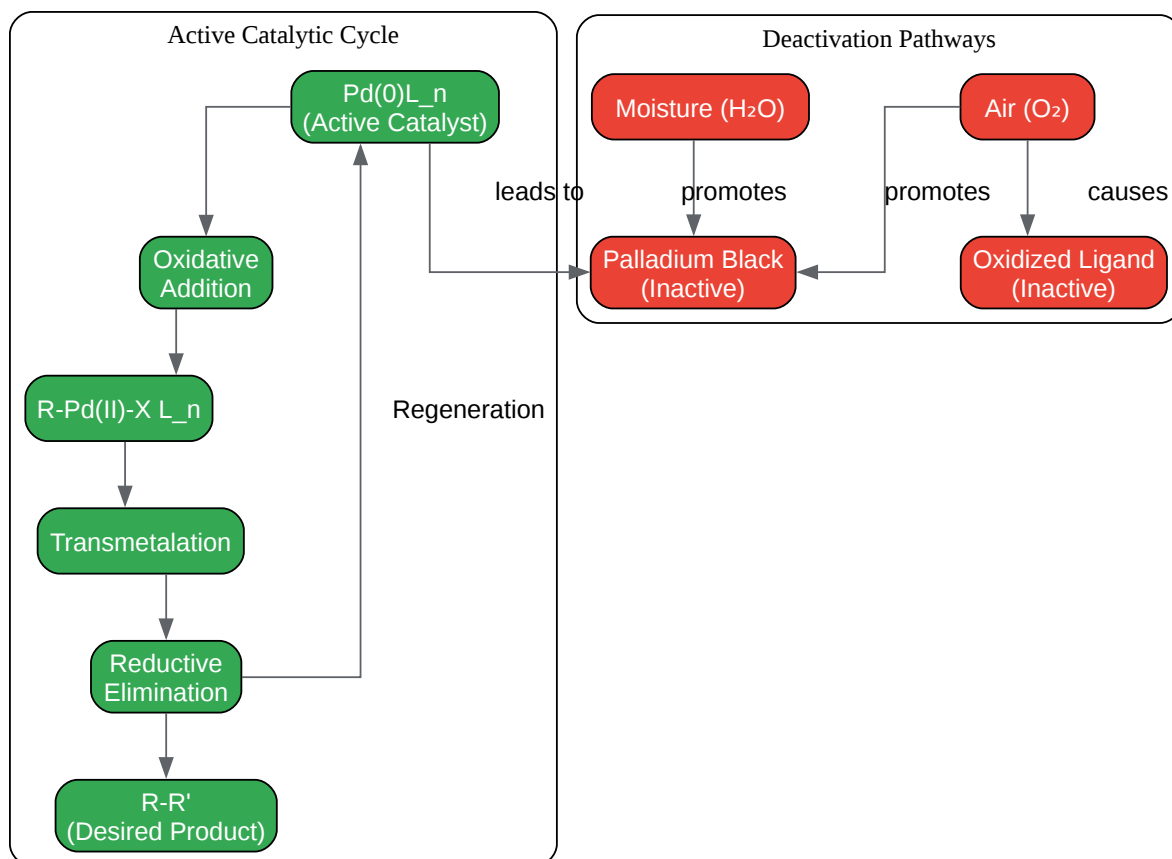 Active Catalytic Cycle
Pd(0)L_n
(Active Catalyst)
Oxidative
Addition
R-Pd(II)-X L_n
Regeneration
Transmetalation
Reductive
Elimination
R-R'
(Desired Product)
Deactivation Pathways
Moisture (H₂O)
Air (O₂)
leads to
promotes
promotes
causes
Palladium Black
(Inactive)
Oxidized Ligand
(Inactive)